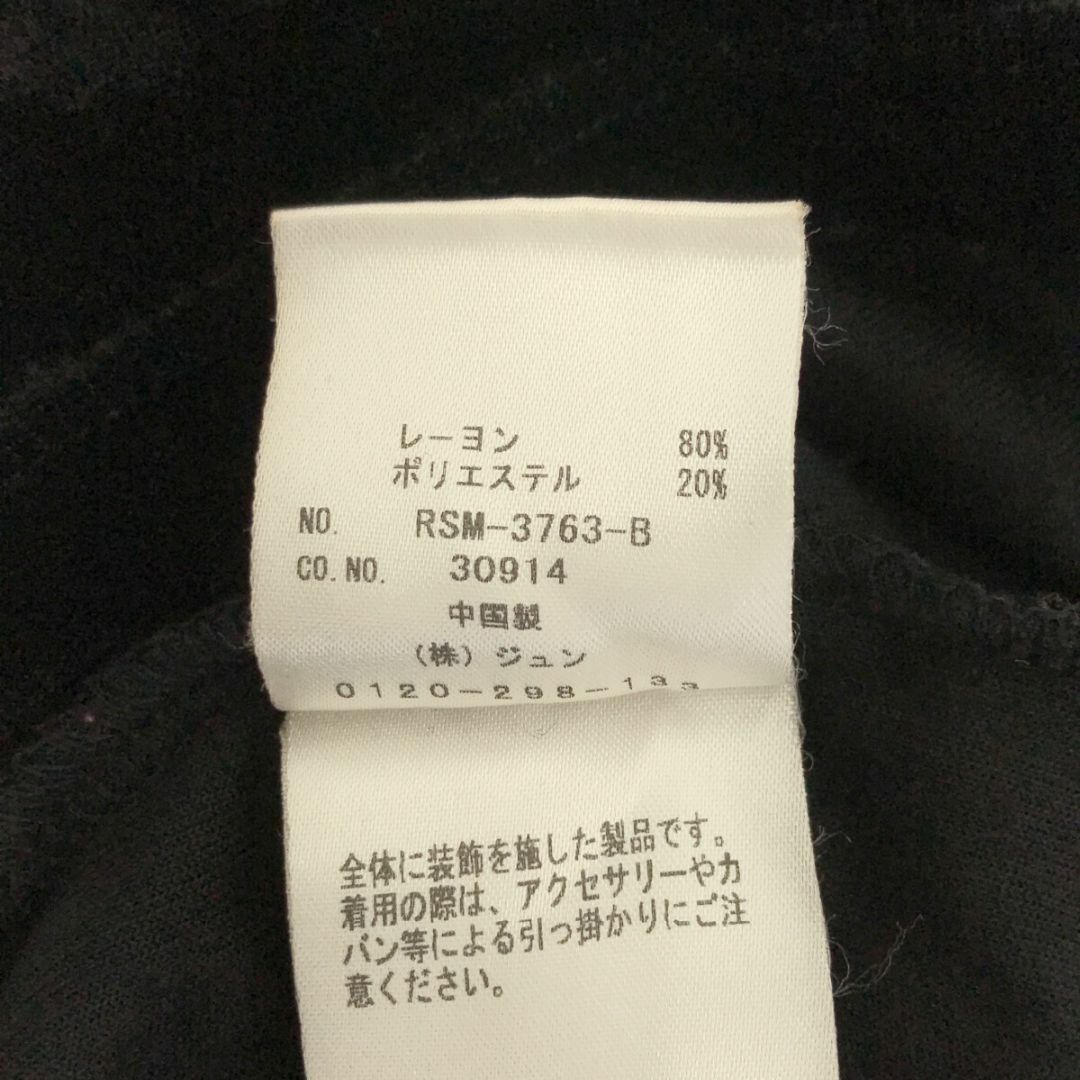 レーヨン 80%
ポリエステル 20%
NO. RSM-3763-B
CO.NO. 30914
中国製
(株)ジュン
0120-298-133
全体に装飾を施した製品です。
着用の際は、アクセサリーやカ
バン等による引っ掛かりにご注
意ください。